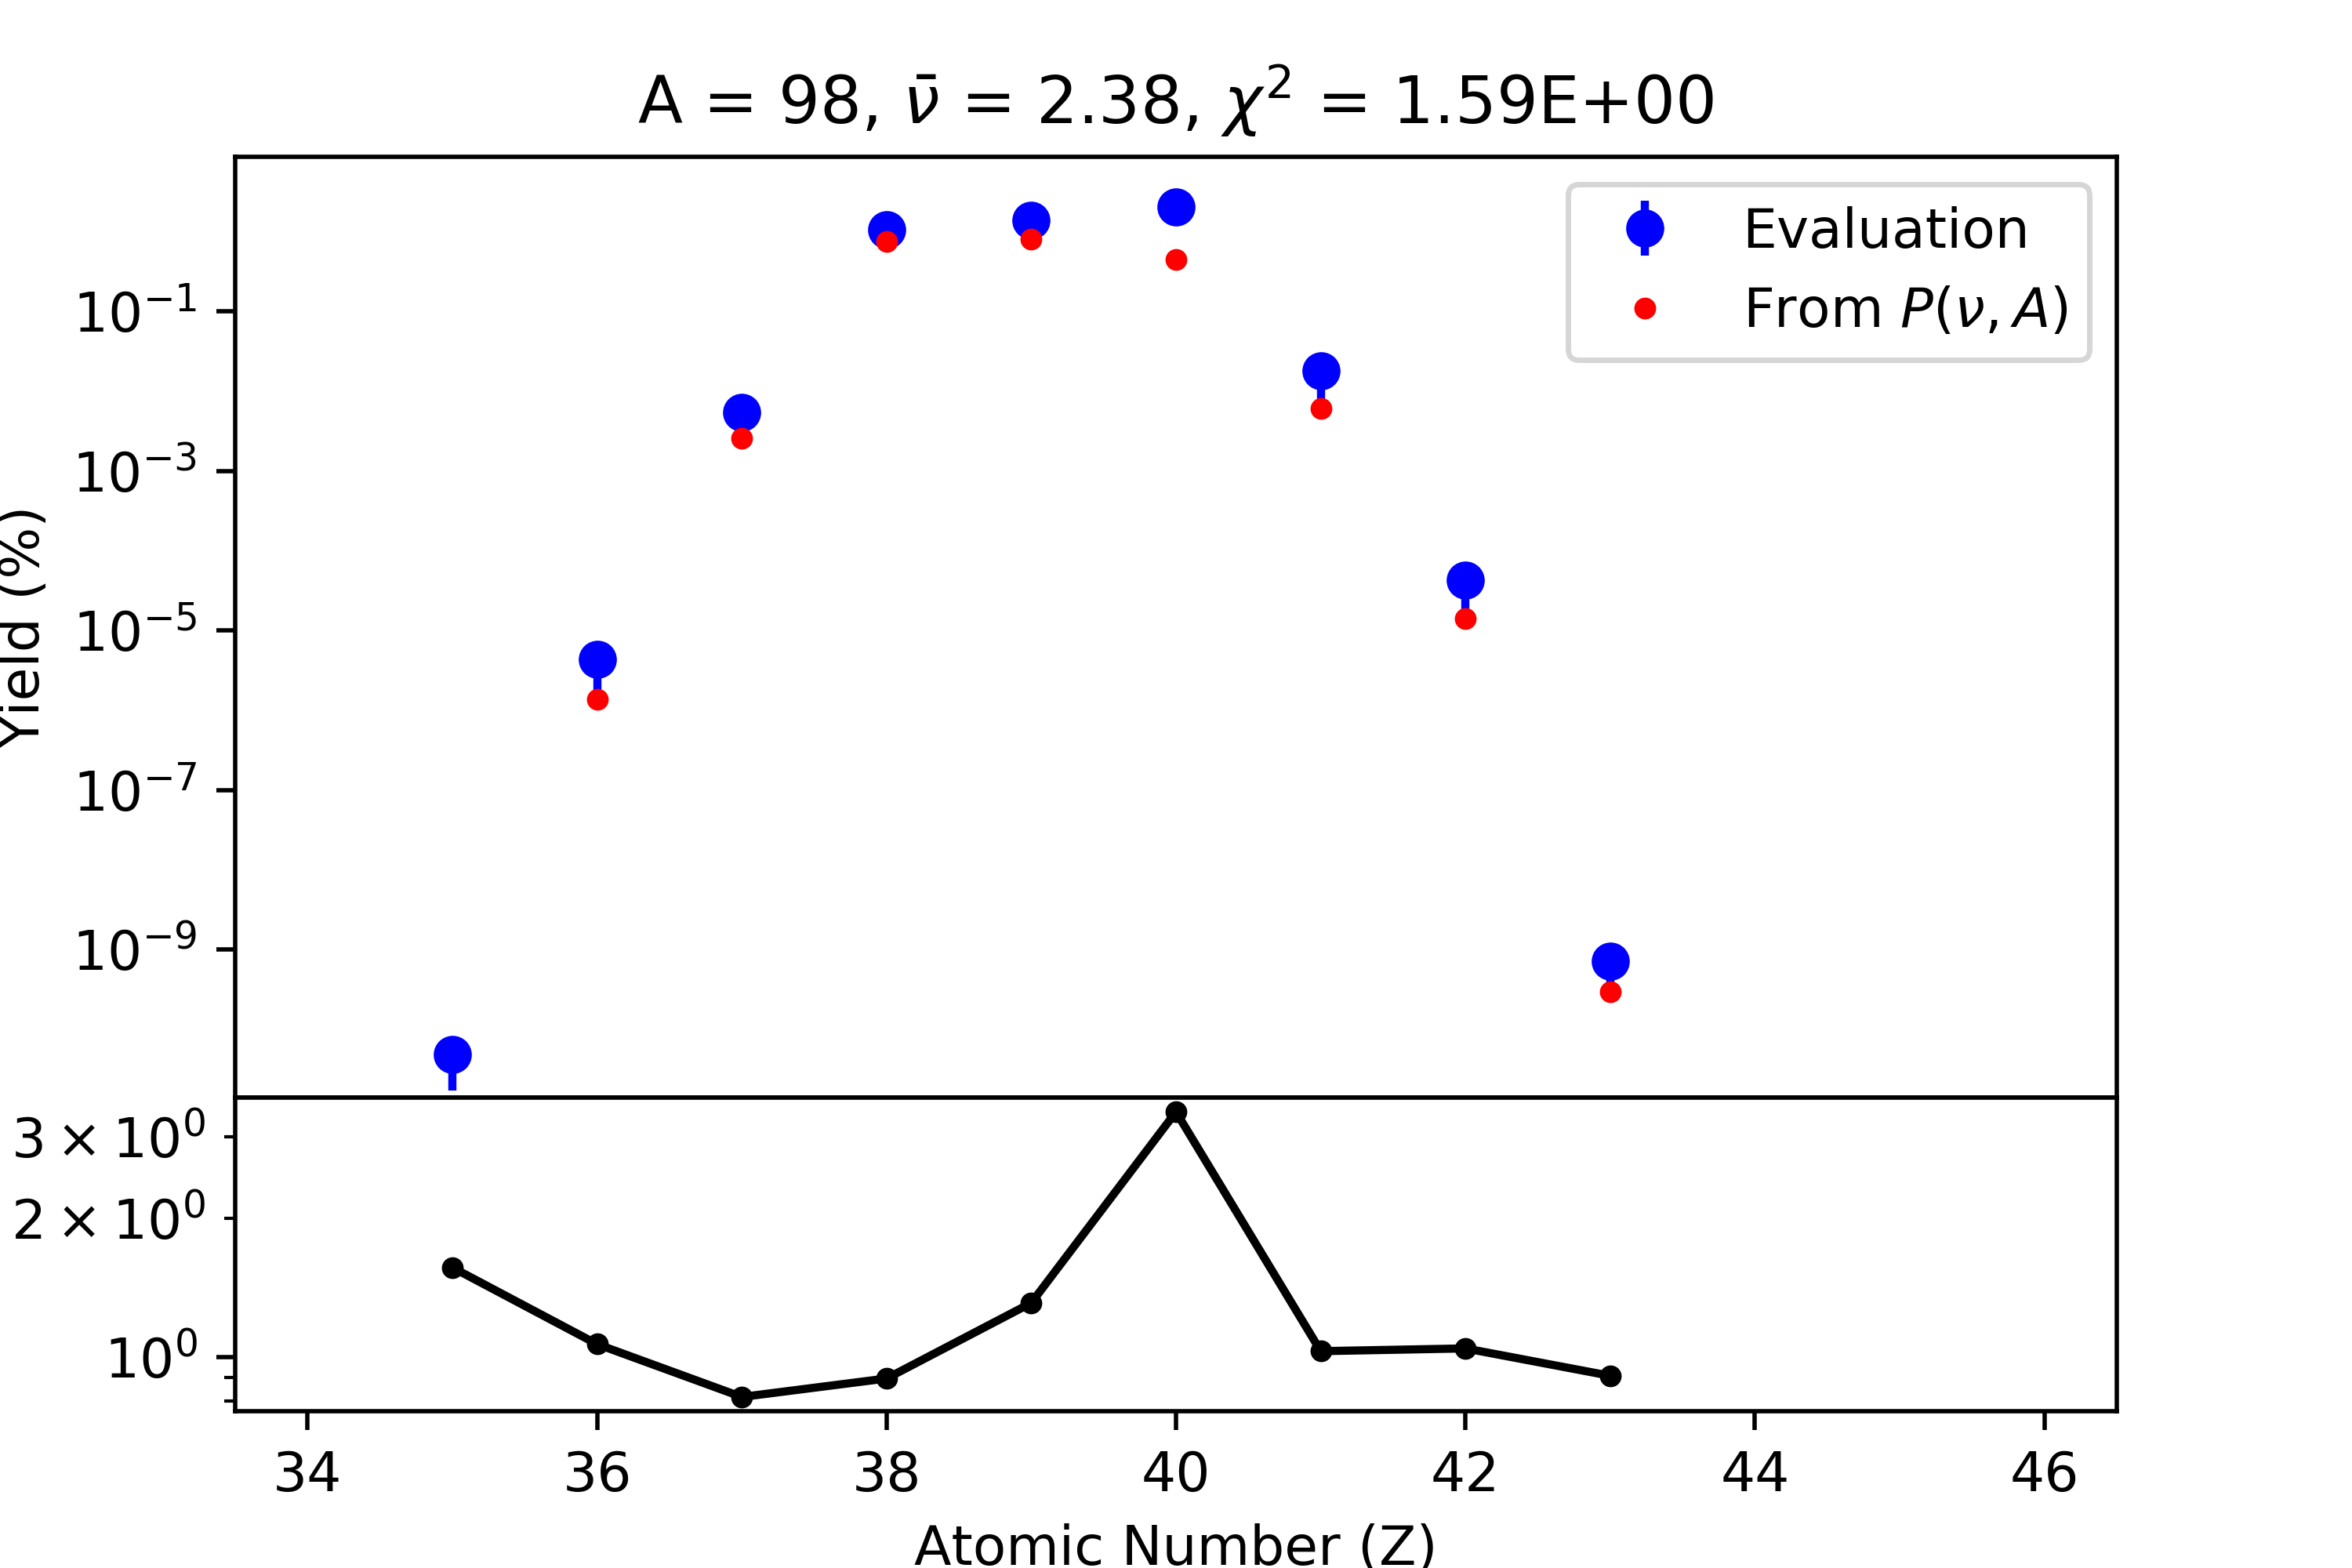 A = 98, ν̄ = 2.38, χ² = 1.59E+00
Evaluation
From P(ν, A)
10⁻¹
10⁻³
10⁻⁵
10⁻⁷
10⁻⁹
Yield (%)
3 × 10⁰
2 × 10⁰
10⁰
34 36 38 40 42 44 46
Atomic Number (Z)